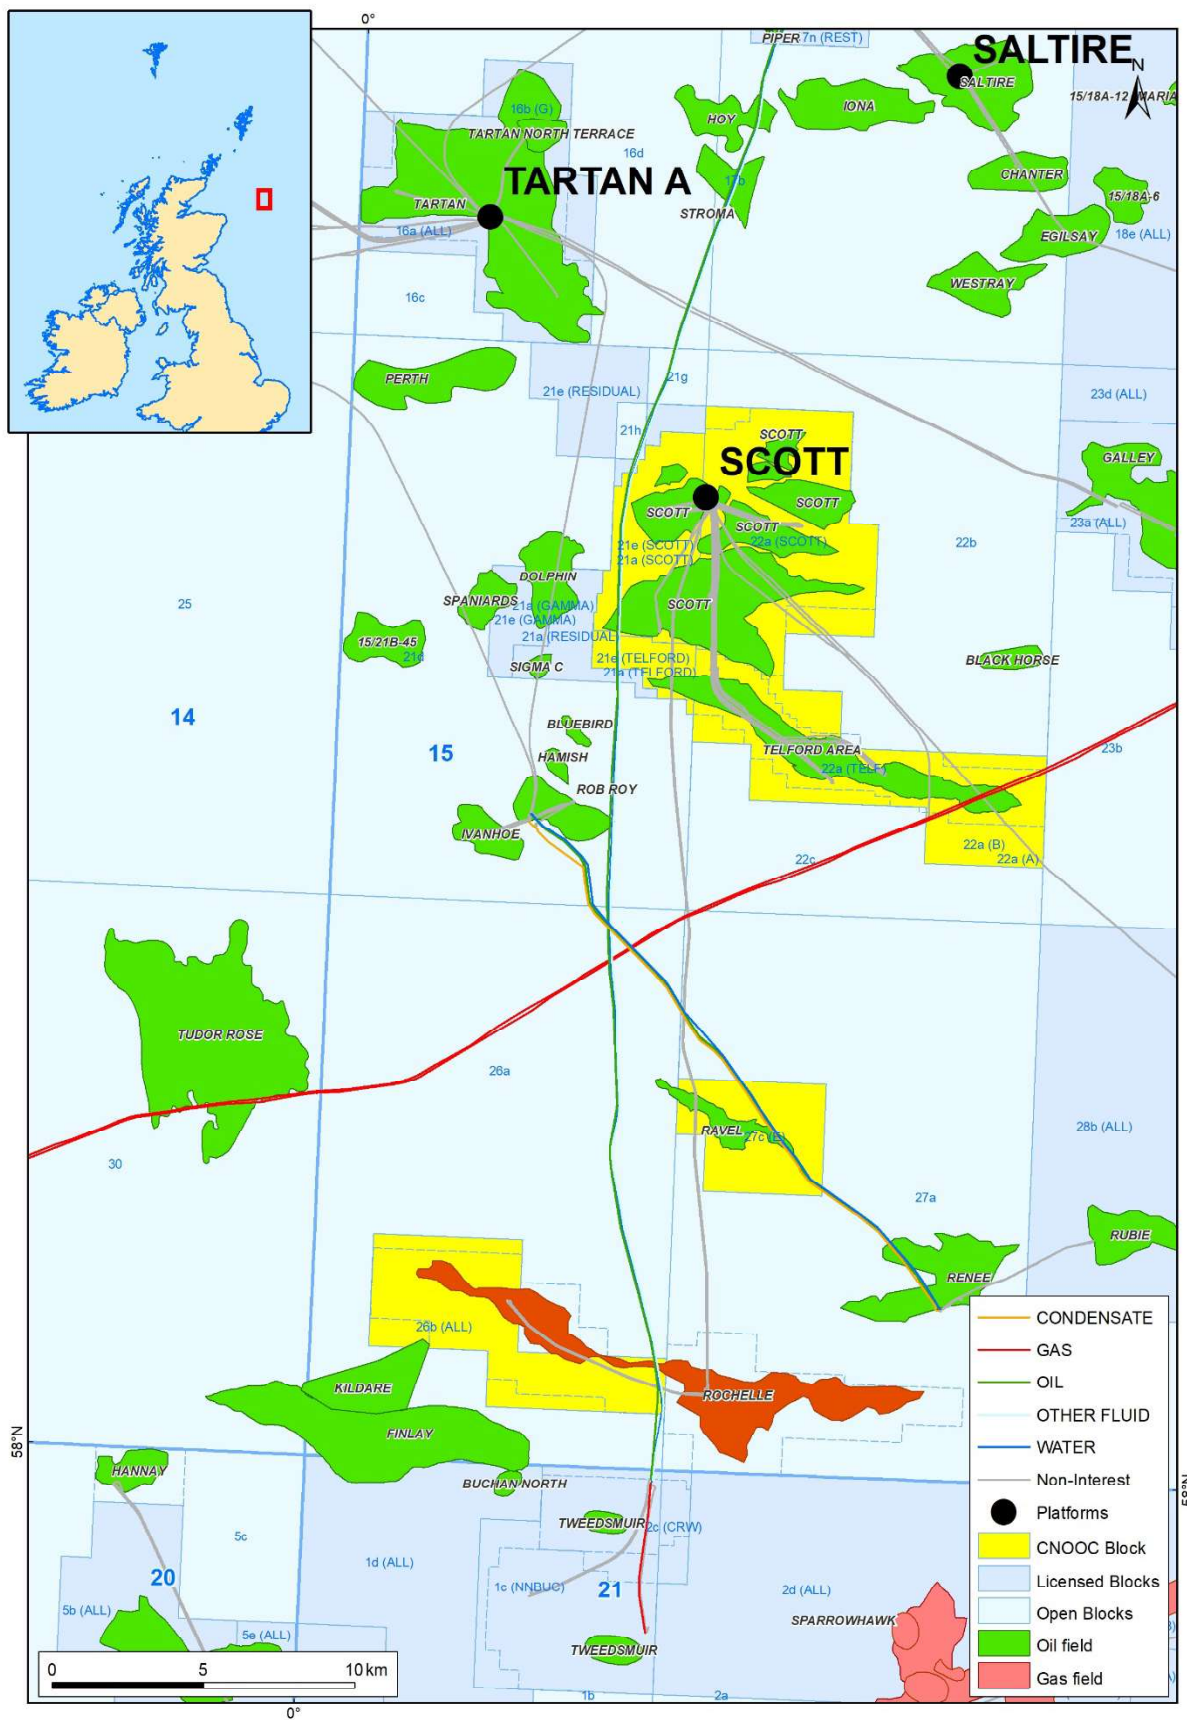 0°
PIPER
7n (REST)
SALTIRE
N
SALTIRE
15/18A-12
MARIA
16b (G)
HOY
IONA
TARTAN NORTH TERRACE
16d
CHANTER
TARTAN A
17b
15/18A-6
TARTAN
STROMA
16a (ALL)
EGILSAY
18e (ALL)
WESTRAY
16c
PERTH
21g
21e (RESIDUAL)
23d (ALL)
21h
SCOTT
SCOTT
GALLEY
SCOTT
SCOTT
SCOTT
23a (ALL)
21e (SCOTT)
22a (SCOTT)
22b
21a (SCOTT)
DOLPHIN
25
SPANIARDS
21a (GAMMA)
SCOTT
21e (GAMMA)
21a (RESIDUAL)
15/21B-45
21d
21e (TELFORD)
BLACK HORSE
SIGMA C
21a (TELFORD)
14
BLUEBIRD
15
HAMISH
TELFORD AREA
23b
22a (TELF)
ROB ROY
IVANHOE
22a (B)
22c
22a (A)
TUDOR ROSE
26a
RAVEL
27c (E)
28b (ALL)
30
27a
RUBIE
RENEE
26b (ALL)
KILDARE
ROCHELLE
FINLAY
58°N
HANNAY
BUCHAN NORTH
58°N
TWEEDSMUIR
2c (CRW)
5c
1d (ALL)
20
1c (NNBUC)
21
2d (ALL)
5b (ALL)
SPARROWHAWK
5e (ALL)
TWEEDSMUIR
1b
2a
0°
CONDENSATE
GAS
OIL
OTHER FLUID
WATER
Non-Interest
Platforms
CNOOC Block
Licensed Blocks
Open Blocks
Oil field
Gas field
0 5 10 km